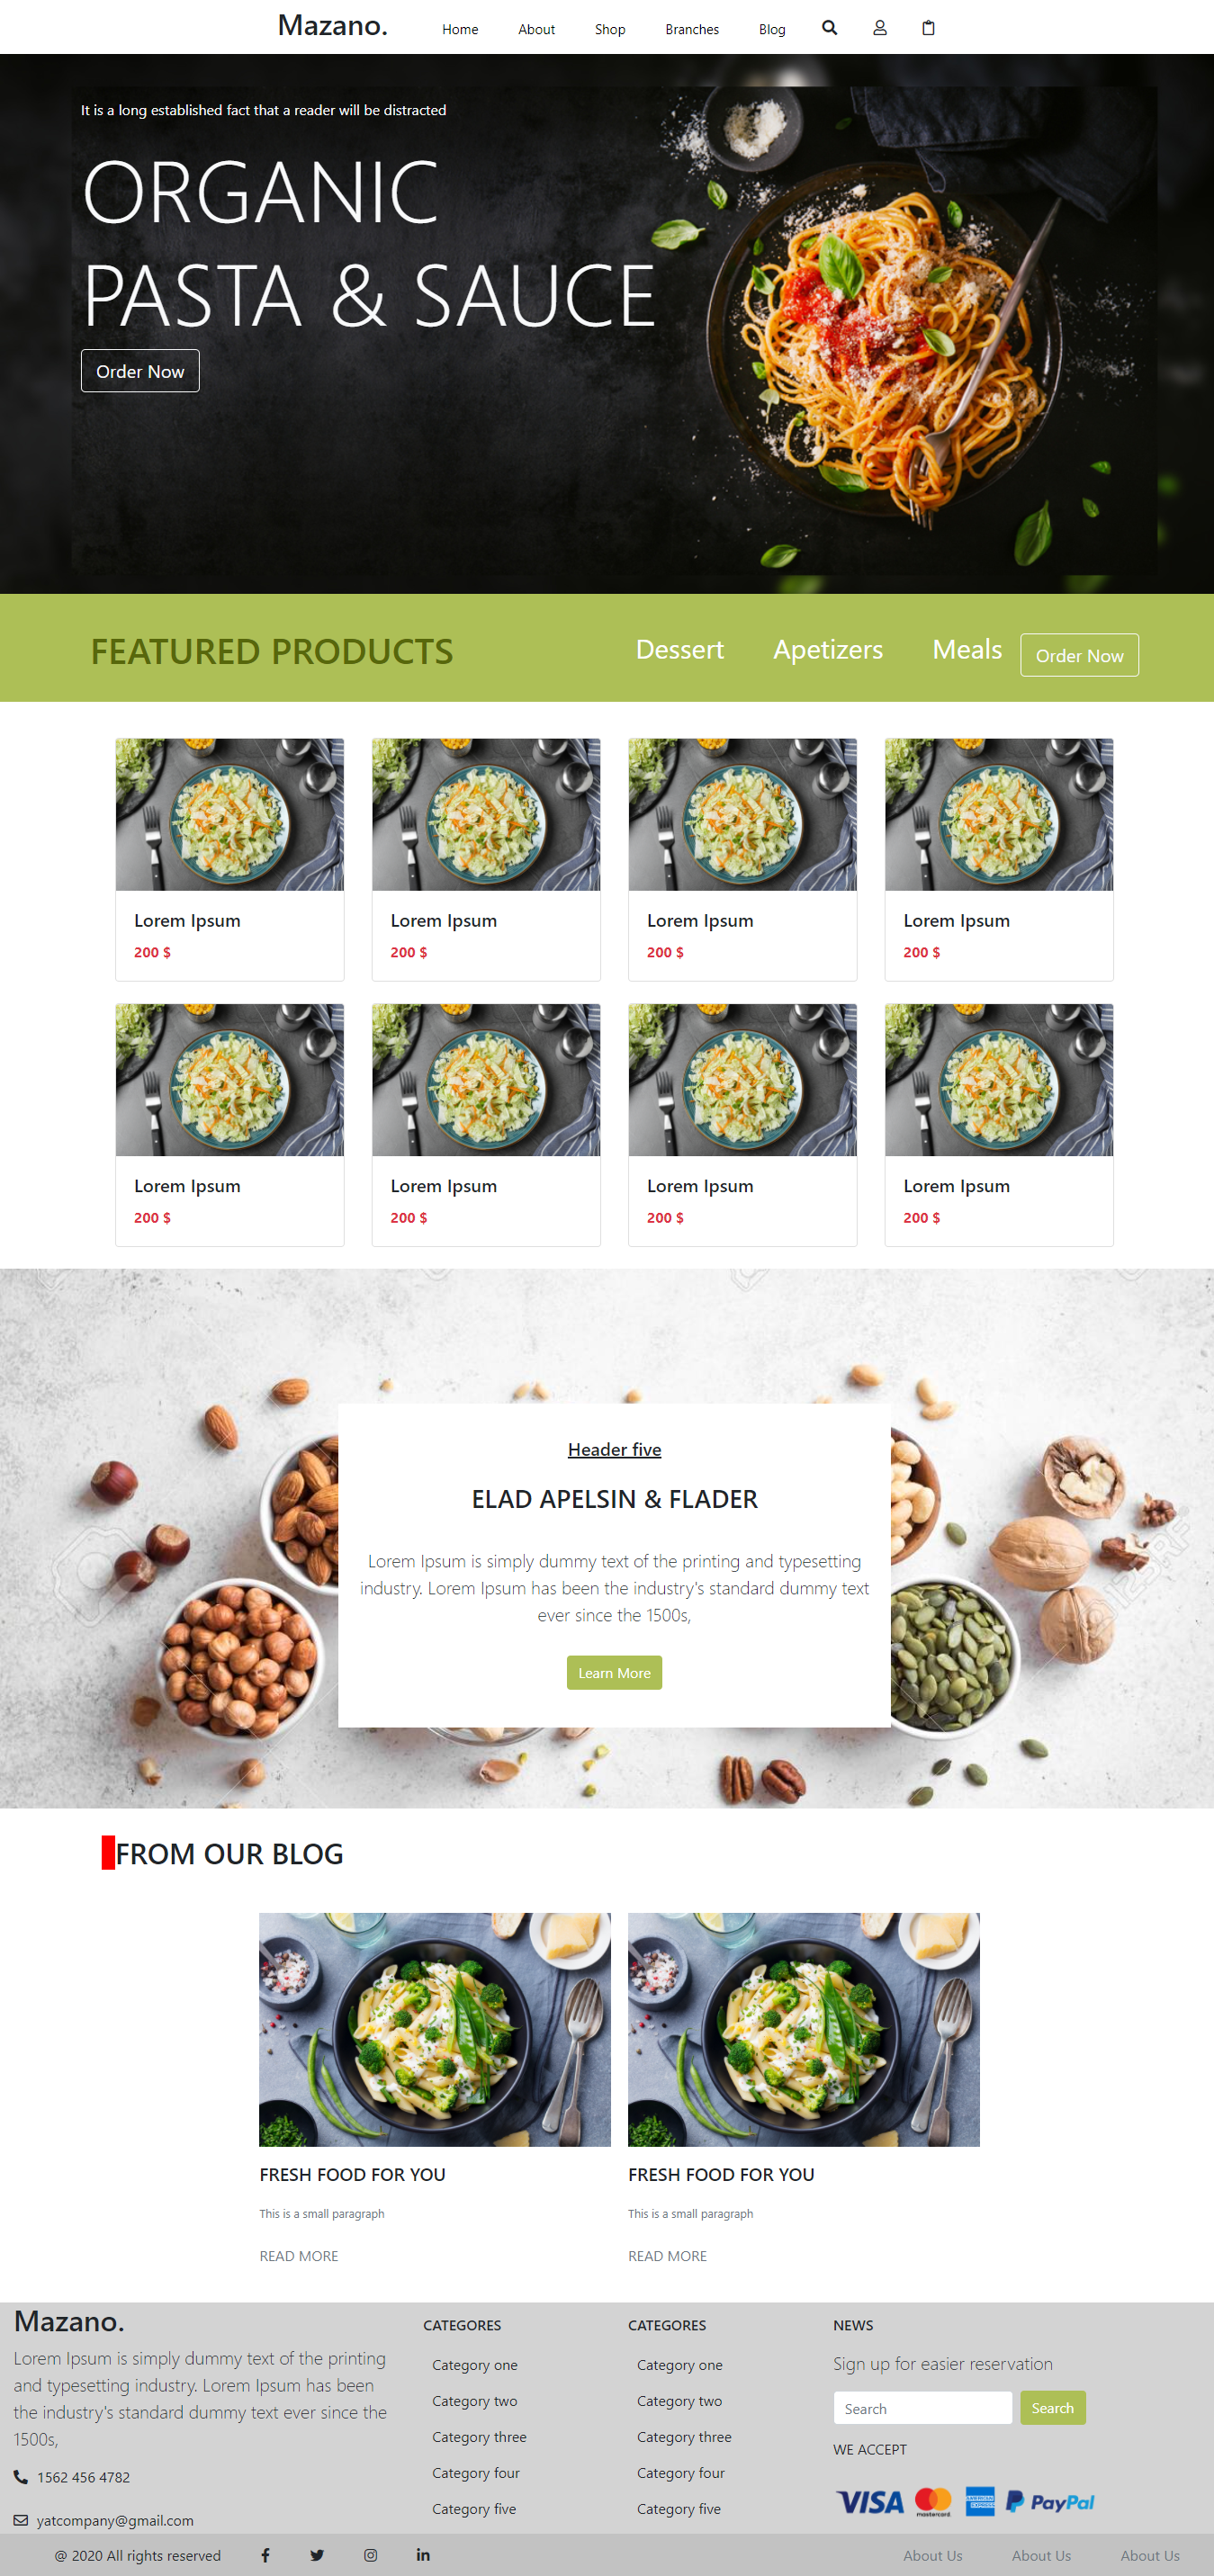 Mazano.
Home About Shop Branches Blog
It is a long established fact that a reader will be distracted
ORGANIC
PASTA & SAUCE
Order Now
FEATURED PRODUCTS
Dessert Apetizers Meals Order Now
Lorem Ipsum Lorem Ipsum Lorem Ipsum Lorem Ipsum
200 $ 200 $ 200 $ 200 $
Lorem Ipsum Lorem Ipsum Lorem Ipsum Lorem Ipsum
200 $ 200 $ 200 $ 200 $
Header five
ELAD APELSIN & FLADER
Lorem Ipsum is simply dummy text of the printing and typesetting
industry. Lorem Ipsum has been the industry's standard dummy text
ever since the 1500s,
Learn More
FROM OUR BLOG
FRESH FOOD FOR YOU FRESH FOOD FOR YOU
This is a small paragraph This is a small paragraph
READ MORE READ MORE
Mazano.
Lorem Ipsum is simply dummy text of the printing
and typesetting industry. Lorem Ipsum has been
the industry's standard dummy text ever since the
1500s,
1562 456 4782
yatcompany@gmail.com
CATEGORES
Category one
Category two
Category three
Category four
Category five
CATEGORES
Category one
Category two
Category three
Category four
Category five
NEWS
Sign up for easier reservation
Search Search
WE ACCEPT
VISA mastercard AMERICAN EXPRESS PayPal
@ 2020 All rights reserved
About Us About Us About Us